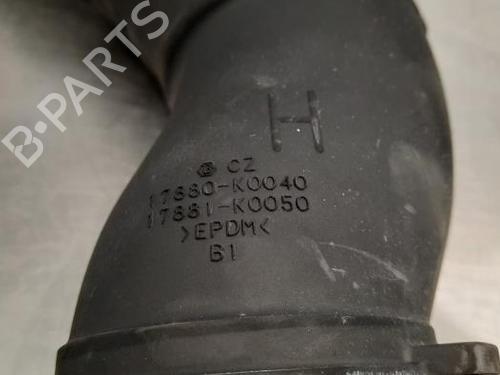 B-PARTS
H
CZ
17880-K0040
17881-K0050
>EPDM<
B1